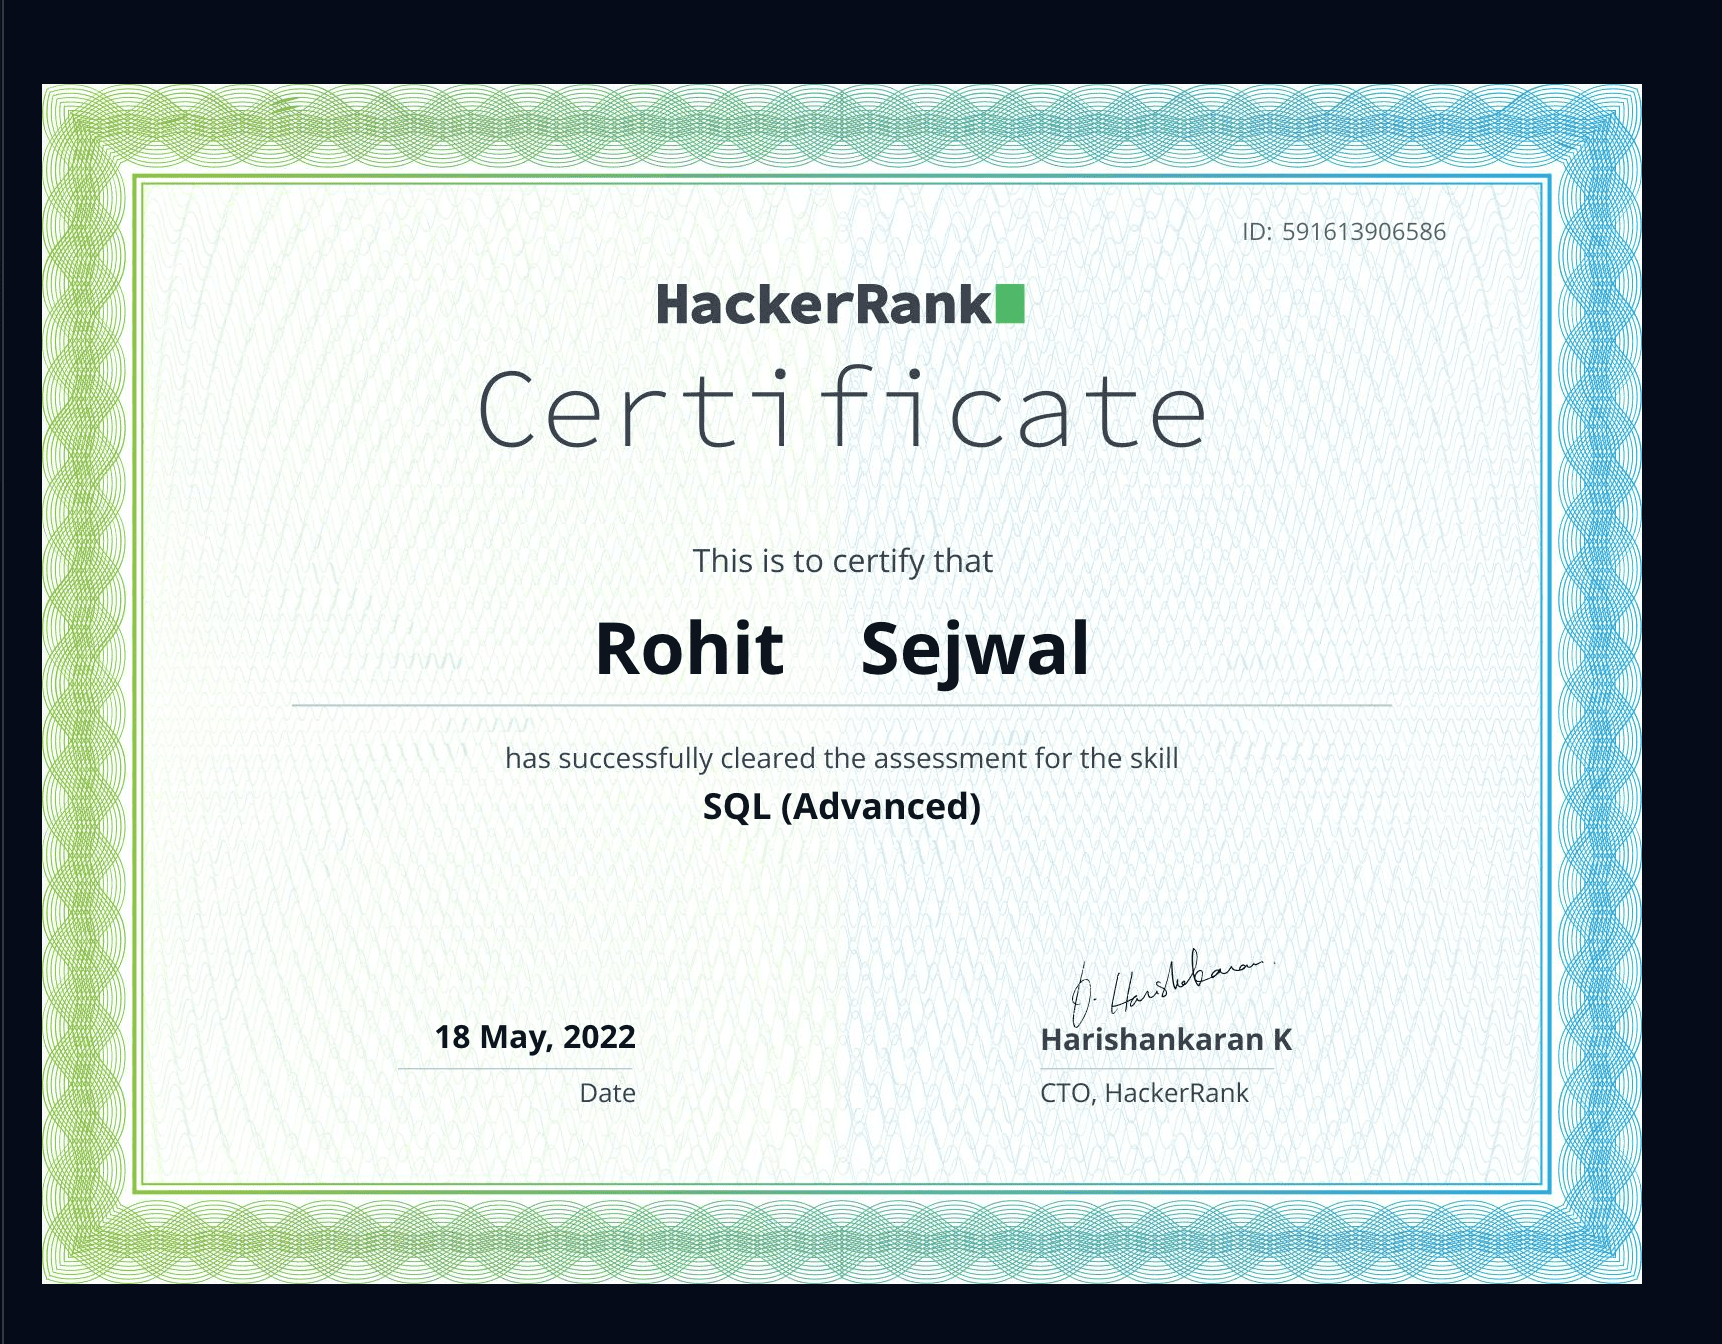 ID: 591613906586
HackerRank
Certificate
This is to certify that
Rohit Sejwal
has successfully cleared the assessment for the skill
SQL (Advanced)
18 May, 2022
Date
D. Harishankaran
Harishankaran K
CTO, HackerRank